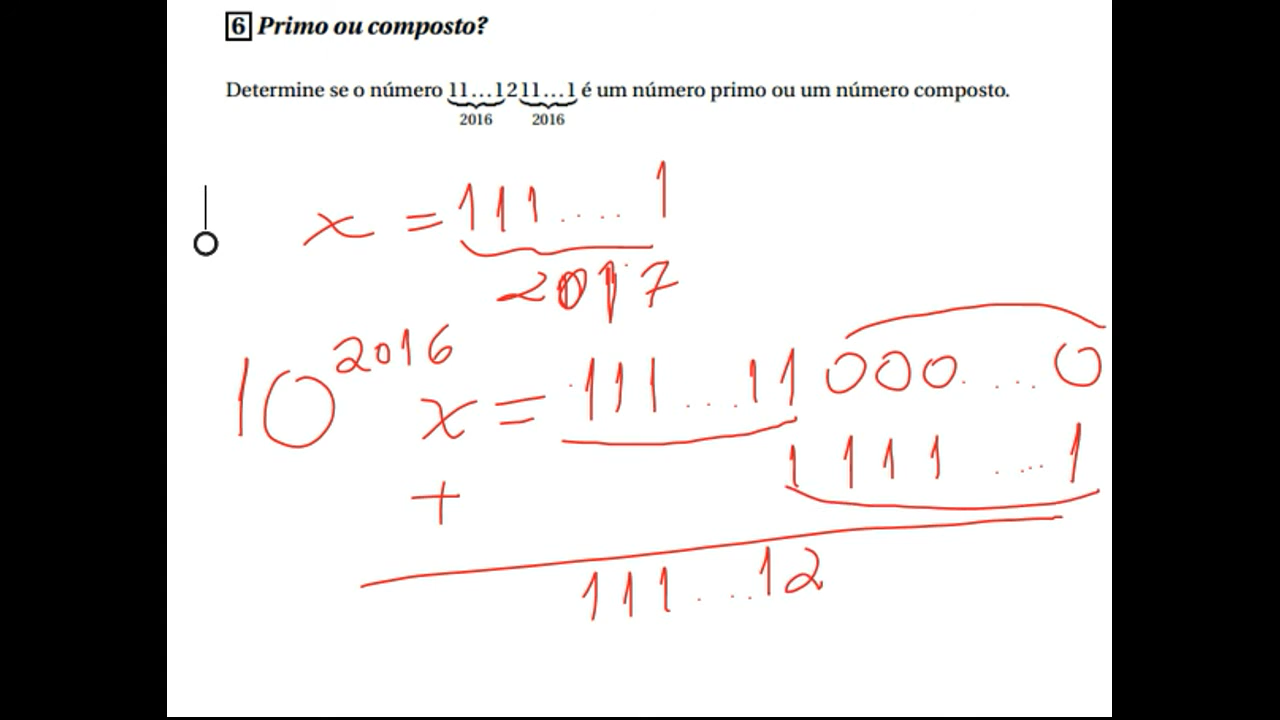 6 Primo ou composto?
Determine se o número 11...1211...1 é um número primo ou um número composto.
2016 2016
x = 111....1
2017
10^2016 x = 111...11000...0
+ 1111...1
111...12